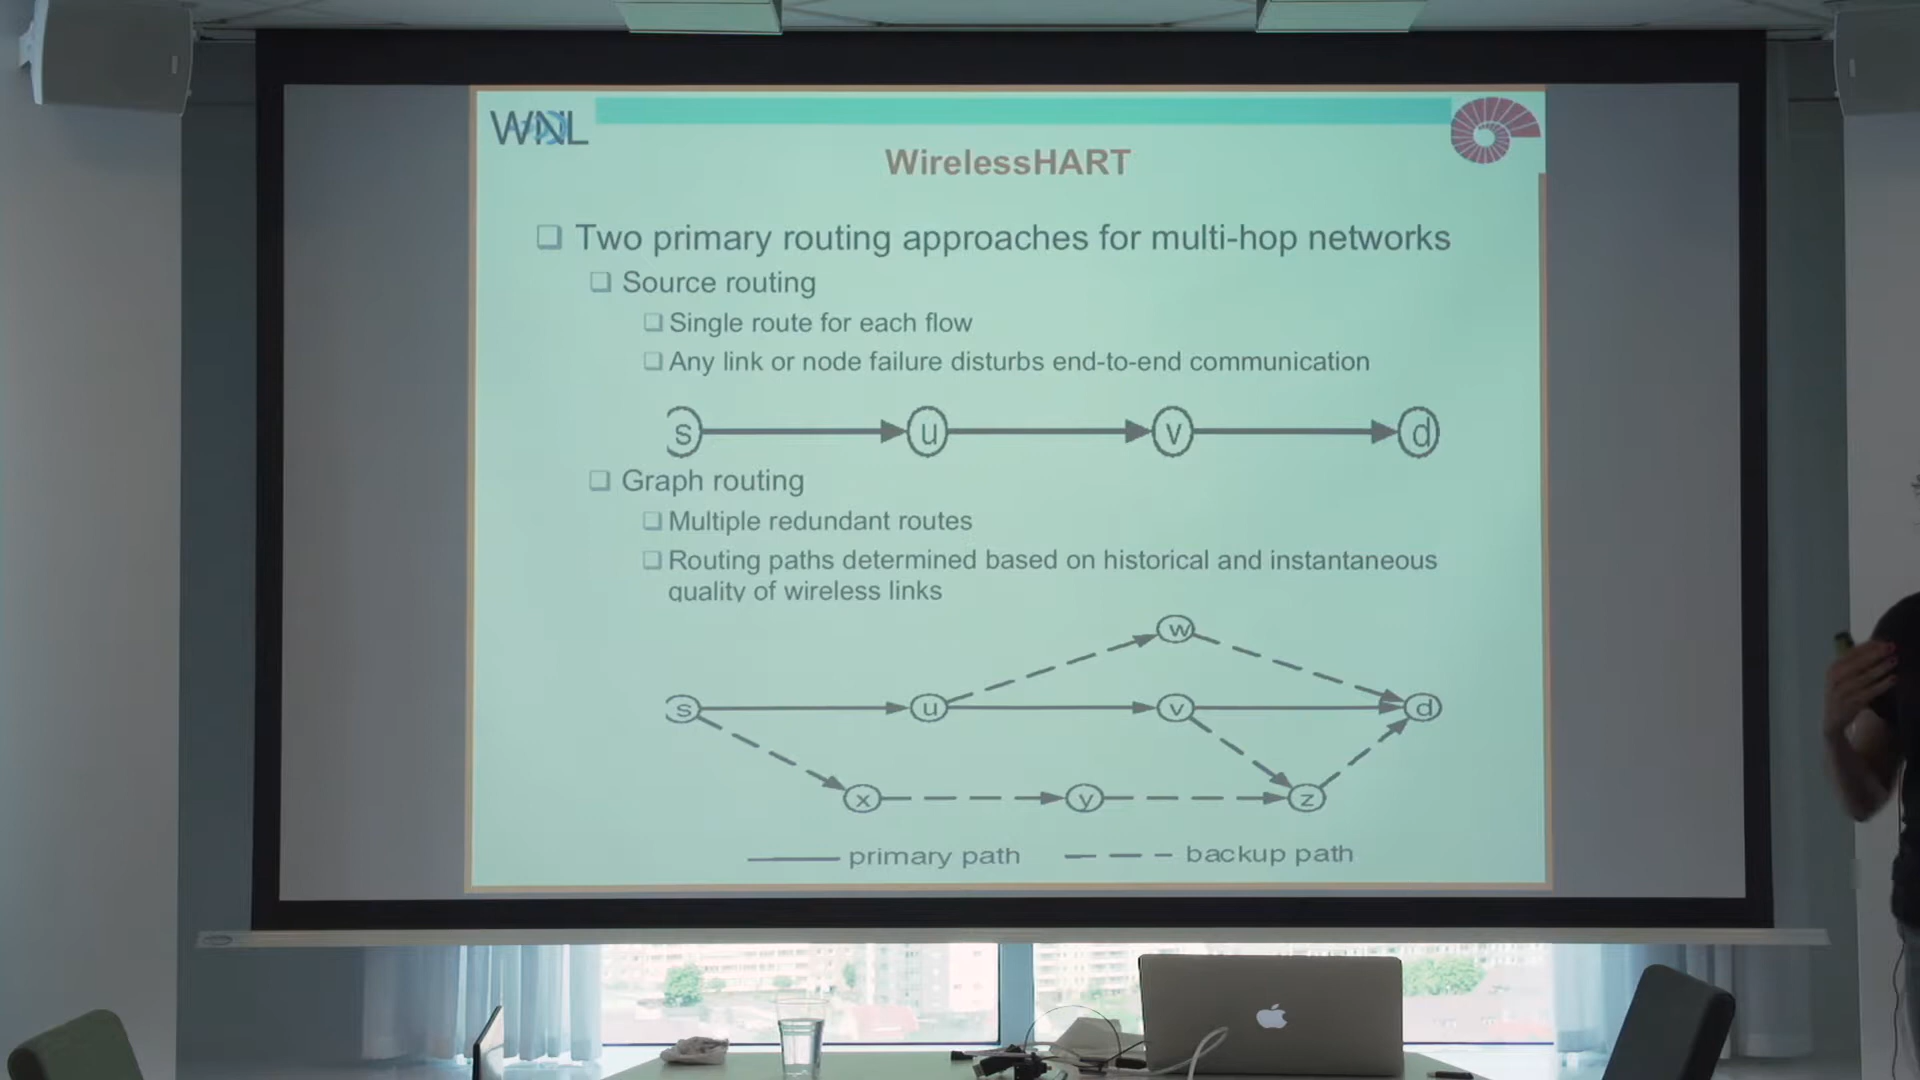 WNL
WirelessHART
Two primary routing approaches for multi-hop networks
Source routing
Single route for each flow
Any link or node failure disturbs end-to-end communication
s u v d
Graph routing
Multiple redundant routes
Routing paths determined based on historical and instantaneous
quality of wireless links
w
s u v d
x y z
primary path backup path